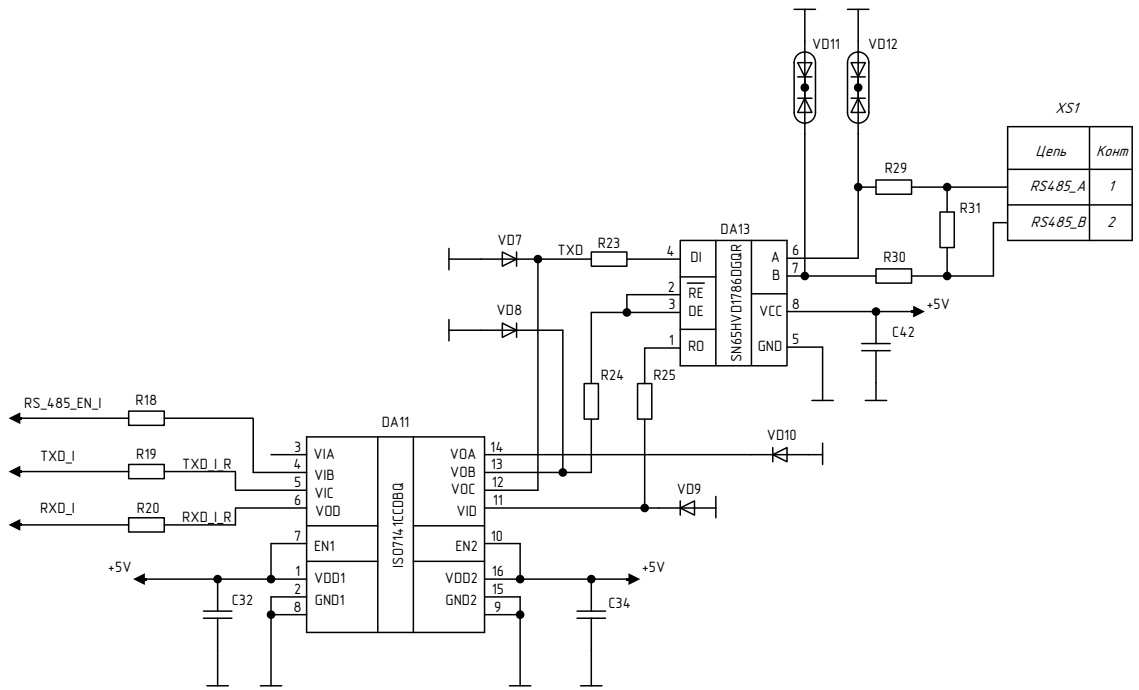 VD11
VD12
XS1
Цепь
Конт
RS485_A
1
RS485_B
2
R29
R31
R30
DA13
VD7
TXD
R23
4
DI
A
6
B
7
2
RE
3
DE
SN65HVD1786DGQR
VCC
8
+5V
1
RO
GND
5
C42
VD8
R24
R25
RS_485_EN_I
R18
DA11
VD10
3
VIA
VOA
14
TXD_I
R19
TXD_I_R
4
VIB
VOB
13
5
VIC
VOC
12
VD9
RXD_I
R20
RXD_I_R
6
VOD
VID
11
ISO7141CCDBQ
7
EN1
EN2
10
+5V
1
VDD1
VDD2
16
+5V
2
GND1
GND2
15
C32
8
9
C34